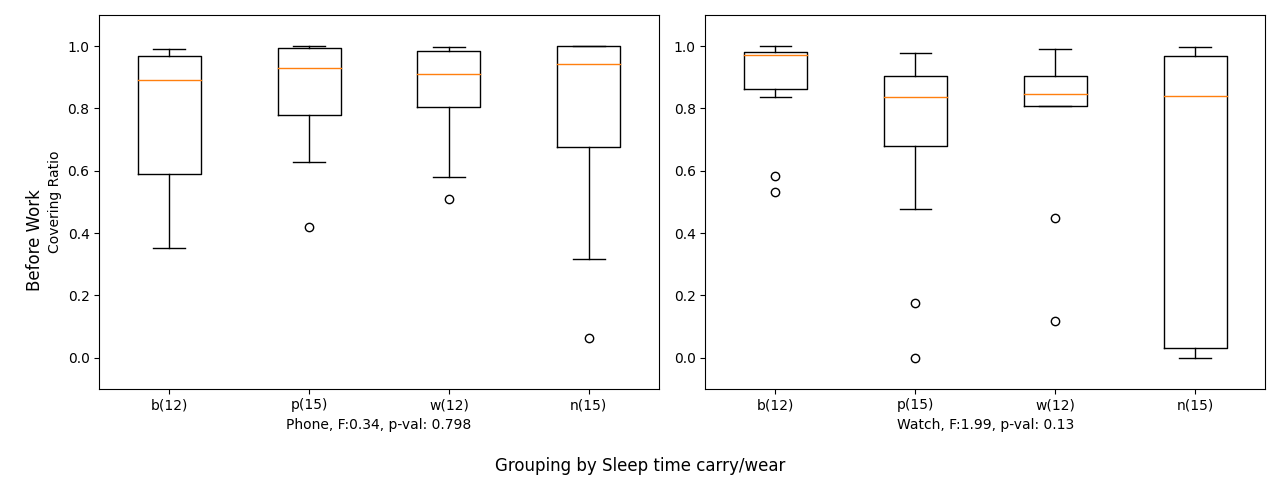 Before Work
Covering Ratio
1.0
0.8
0.6
0.4
0.2
0.0
b(12) p(15) w(12) n(15)
Phone, F:0.34, p-val: 0.798
1.0
0.8
0.6
0.4
0.2
0.0
b(12) p(15) w(12) n(15)
Watch, F:1.99, p-val: 0.13
Grouping by Sleep time carry/wear